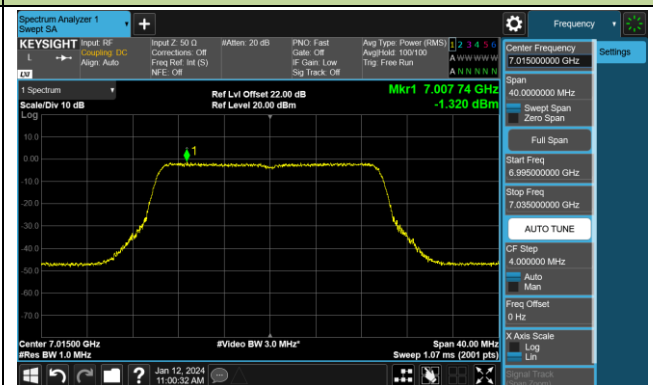 Spectrum Analyzer 1
Swept SA
+
Frequency
KEYSIGHT
L
LXI
Input: RF
Coupling: DC
Align: Auto
Input Z: 50 Ω
Corrections: Off
Freq Ref: Int (S)
NFE: Off
#Atten: 20 dB
PNO: Fast
Gate: Off
IF Gain: Low
Sig Track: Off
Avg Type: Power (RMS)
Avg|Hold: 100/100
Trig: Free Run
1 2 3 4 5 6
A W W W W W
A N N N N N
Center Frequency
7.015000000 GHz
Settings
Span
40.0000000 MHz
Swept Span
Zero Span
Full Span
Start Freq
6.995000000 GHz
Stop Freq
7.035000000 GHz
AUTO TUNE
CF Step
4.000000 MHz
Auto
Man
Freq Offset
0 Hz
X Axis Scale
Log
Lin
Signal Track
(Span Zoom)
1 Spectrum
Scale/Div 10 dB
Log
Ref Lvl Offset 22.00 dB
Ref Level 20.00 dBm
Mkr1 7.007 74 GHz
-1.320 dBm
1
10.0
0.00
-10.0
-20.0
-30.0
-40.0
-50.0
-60.0
-70.0
Center 7.01500 GHz
#Res BW 1.0 MHz
#Video BW 3.0 MHz*
Span 40.00 MHz
Sweep 1.07 ms (2001 pts)
?
Jan 12, 2024
11:00:32 AM